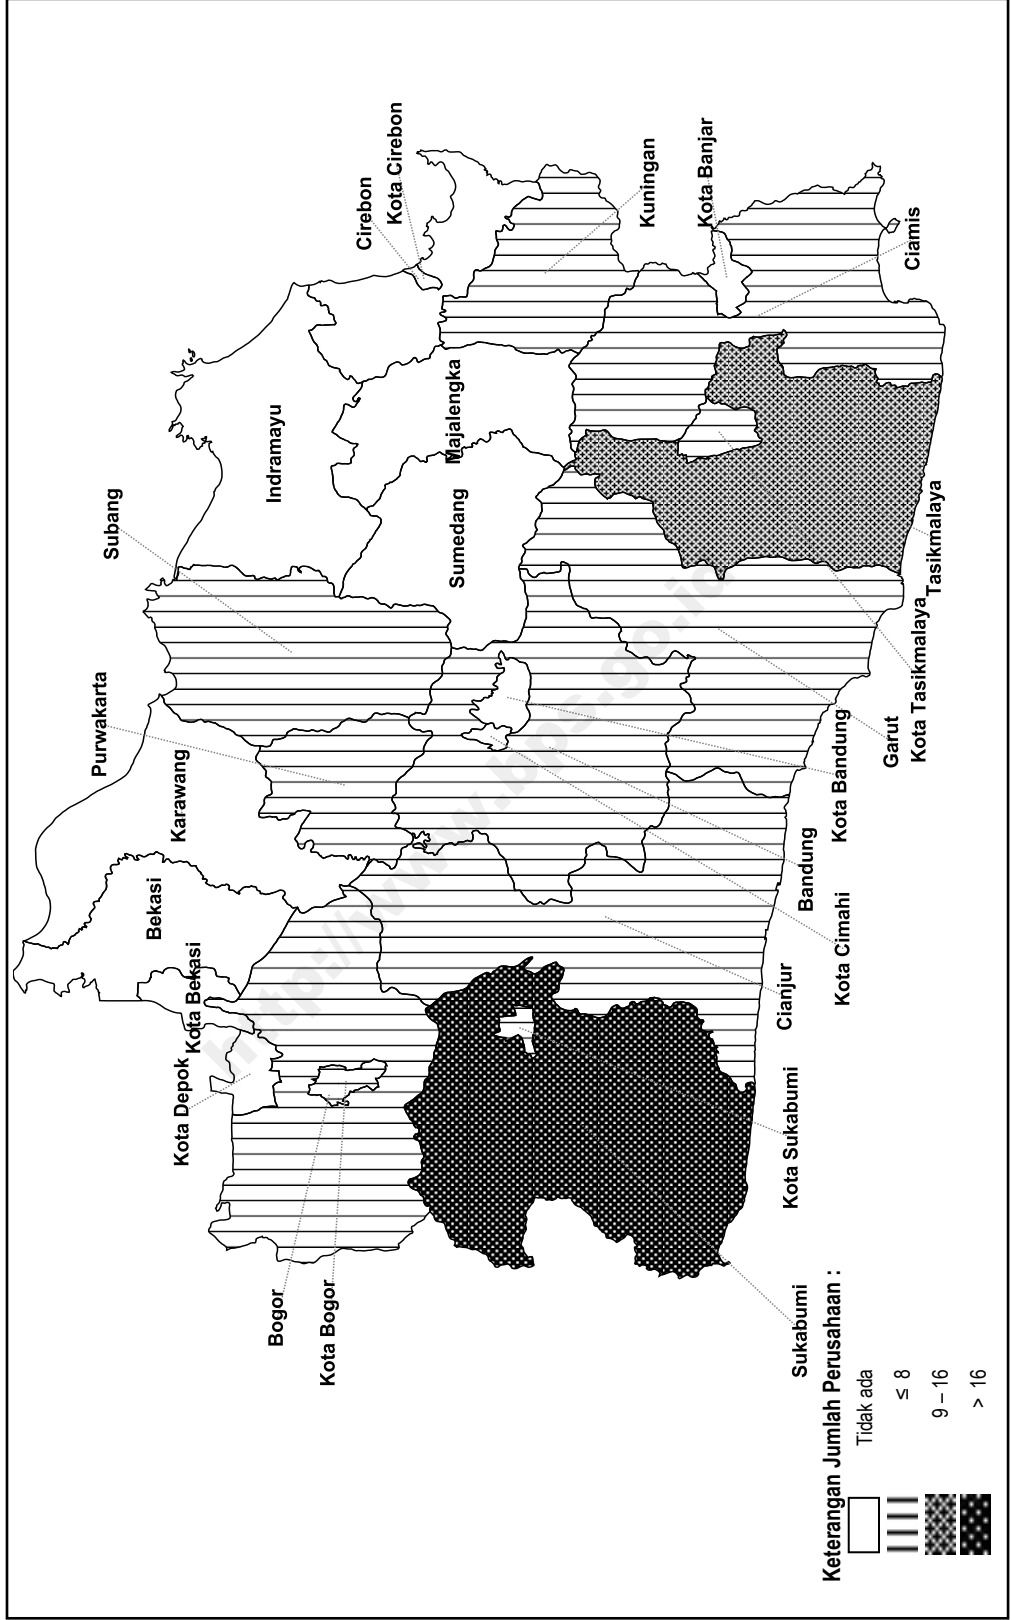 Kota Depok
Kota Bekasi
Bekasi
Karawang
Purwakarta
Subang
Indramayu
Cirebon
Kota Cirebon
Bogor
Kota Bogor
Sumedang
Majalengka
Kuningan
Kota Banjar
Sukabumi
Kota Sukabumi
Cianjur
Kota Cimahi
Bandung
Kota Bandung
Garut
Kota Tasikmalaya
Tasikmalaya
Ciamis
http://www.bps.go.id
Keterangan Jumlah Perusahaan :
Tidak ada
≤ 8
9 – 16
> 16